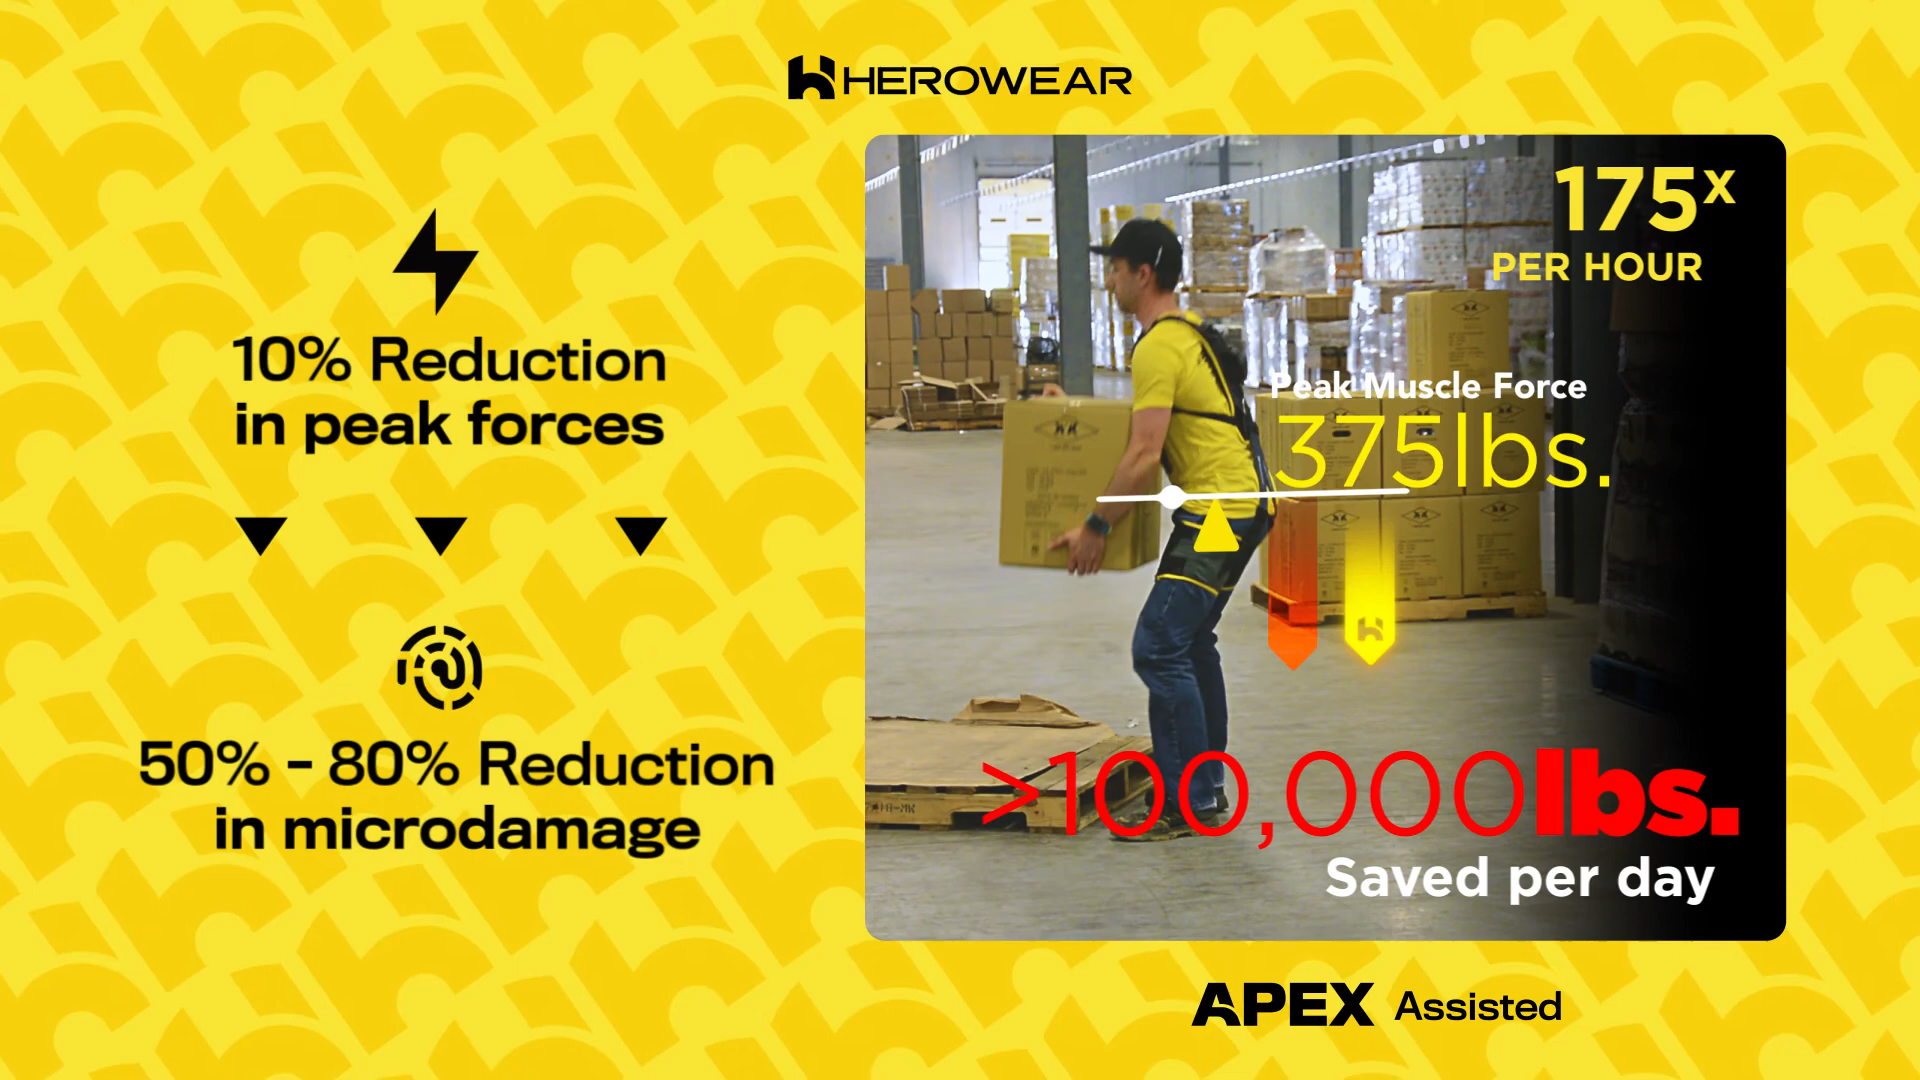 HEROWEAR
10% Reduction
in peak forces
50% - 80% Reduction
in microdamage
175x
PER HOUR
Peak Muscle Force
375lbs.
>100,000lbs.
Saved per day
APEX Assisted